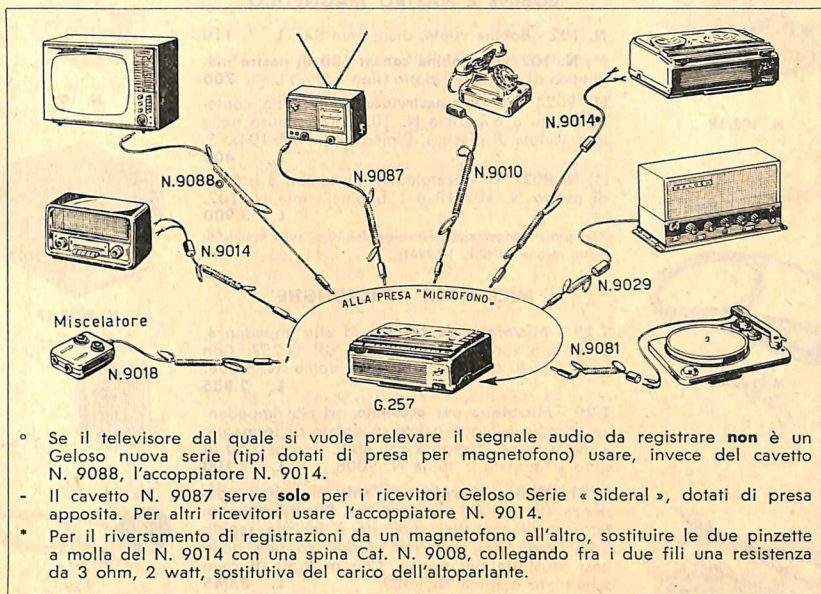 N.9088°
N.9087
N.9010
N.9014*
N.9014
N.9029
ALLA PRESA "MICROFONO„
Miscelatore
N.9018
N.9081
G.257
° Se il televisore dal quale si vuole prelevare il segnale audio da registrare non è un
Geloso nuova serie (tipi dotati di presa per magnetofono) usare, invece del cavetto
N. 9088, l'accoppiatore N. 9014.
- Il cavetto N. 9087 serve solo per i ricevitori Geloso Serie « Sideral », dotati di presa
apposita. Per altri ricevitori usare l'accoppiatore N. 9014.
* Per il riversamento di registrazioni da un magnetofono all'altro, sostituire le due pinzette
a molla del N. 9014 con una spina Cat. N. 9008, collegando fra i due fili una resistenza
da 3 ohm, 2 watt, sostitutiva del carico dell'altoparlante.